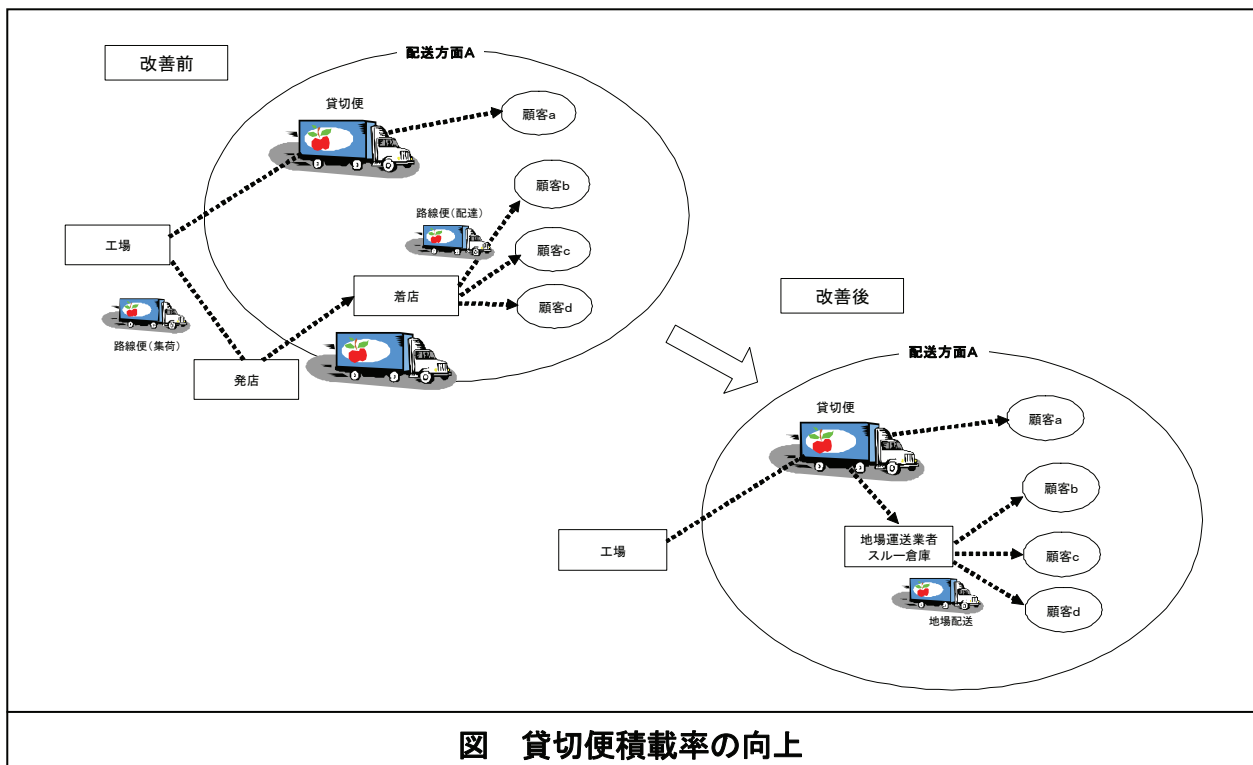 改善前
配送方面A
貸切便
顧客a
顧客b
路線便(配達)
工場
顧客c
着店
顧客d
路線便(集荷)
発店
改善後
配送方面A
貸切便
顧客a
顧客b
工場
地場運送業者
スルー倉庫
顧客c
顧客d
地場配送
図 貸切便積載率の向上